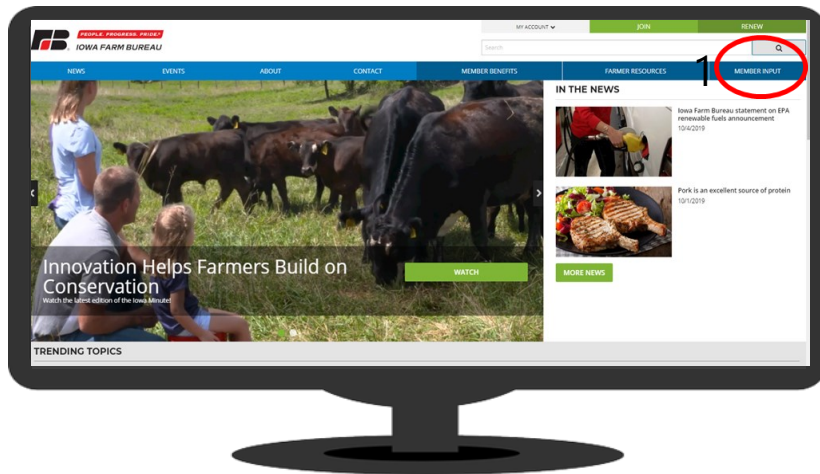 PEOPLE. PROGRESS. PRIDE.
IOWA FARM BUREAU
FB
MY ACCOUNT
JOIN
RENEW
Search
NEWS
EVENTS
ABOUT
CONTACT
MEMBER BENEFITS
FARMER RESOURCES
1
MEMBER INPUT
Innovation Helps Farmers Build on
Conservation
Watch the latest edition of the Iowa Minute!
WATCH
IN THE NEWS
Iowa Farm Bureau statement on EPA
renewable fuels announcement
10/4/2019
Pork is an excellent source of protein
10/1/2019
MORE NEWS
TRENDING TOPICS